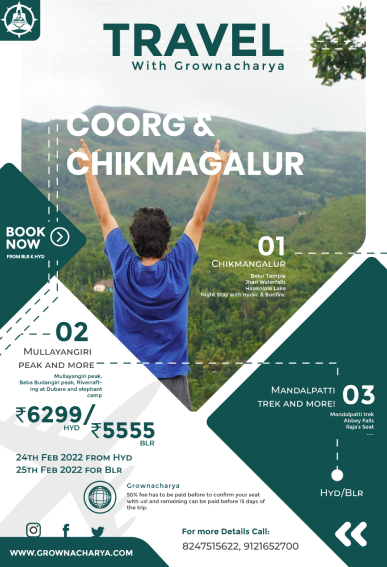 TRAVEL
With Grownacharya
COORG &
CHIKMAGALUR
BOOK
NOW
FROM BLR & HYD
01
Chikmangalur
Belur Temple
Jhari Waterfalls
Hirekolole Lake
Night Stay with music & Bonfire
02
Mullayangiri
peak and more
Mullayangiri peak,
Baba Budangiri peak, Riverraft-
ing at Dubare and elephant
camp
₹6299/
HYD
₹5555
BLR
24th Feb 2022 from Hyd
25th Feb 2022 for Blr
03
Mandalpatti
trek and more!
Mandalpatti trek
Abbey Falls
Raja's Seat
....
Hyd/Blr
Grownacharya
50% fee has to be paid before to confirm your seat
with us! and remaining can be paid before 15 days of
the trip.
For more Details Call:
8247515622, 9121652700
WWW.GROWNACHARYA.COM